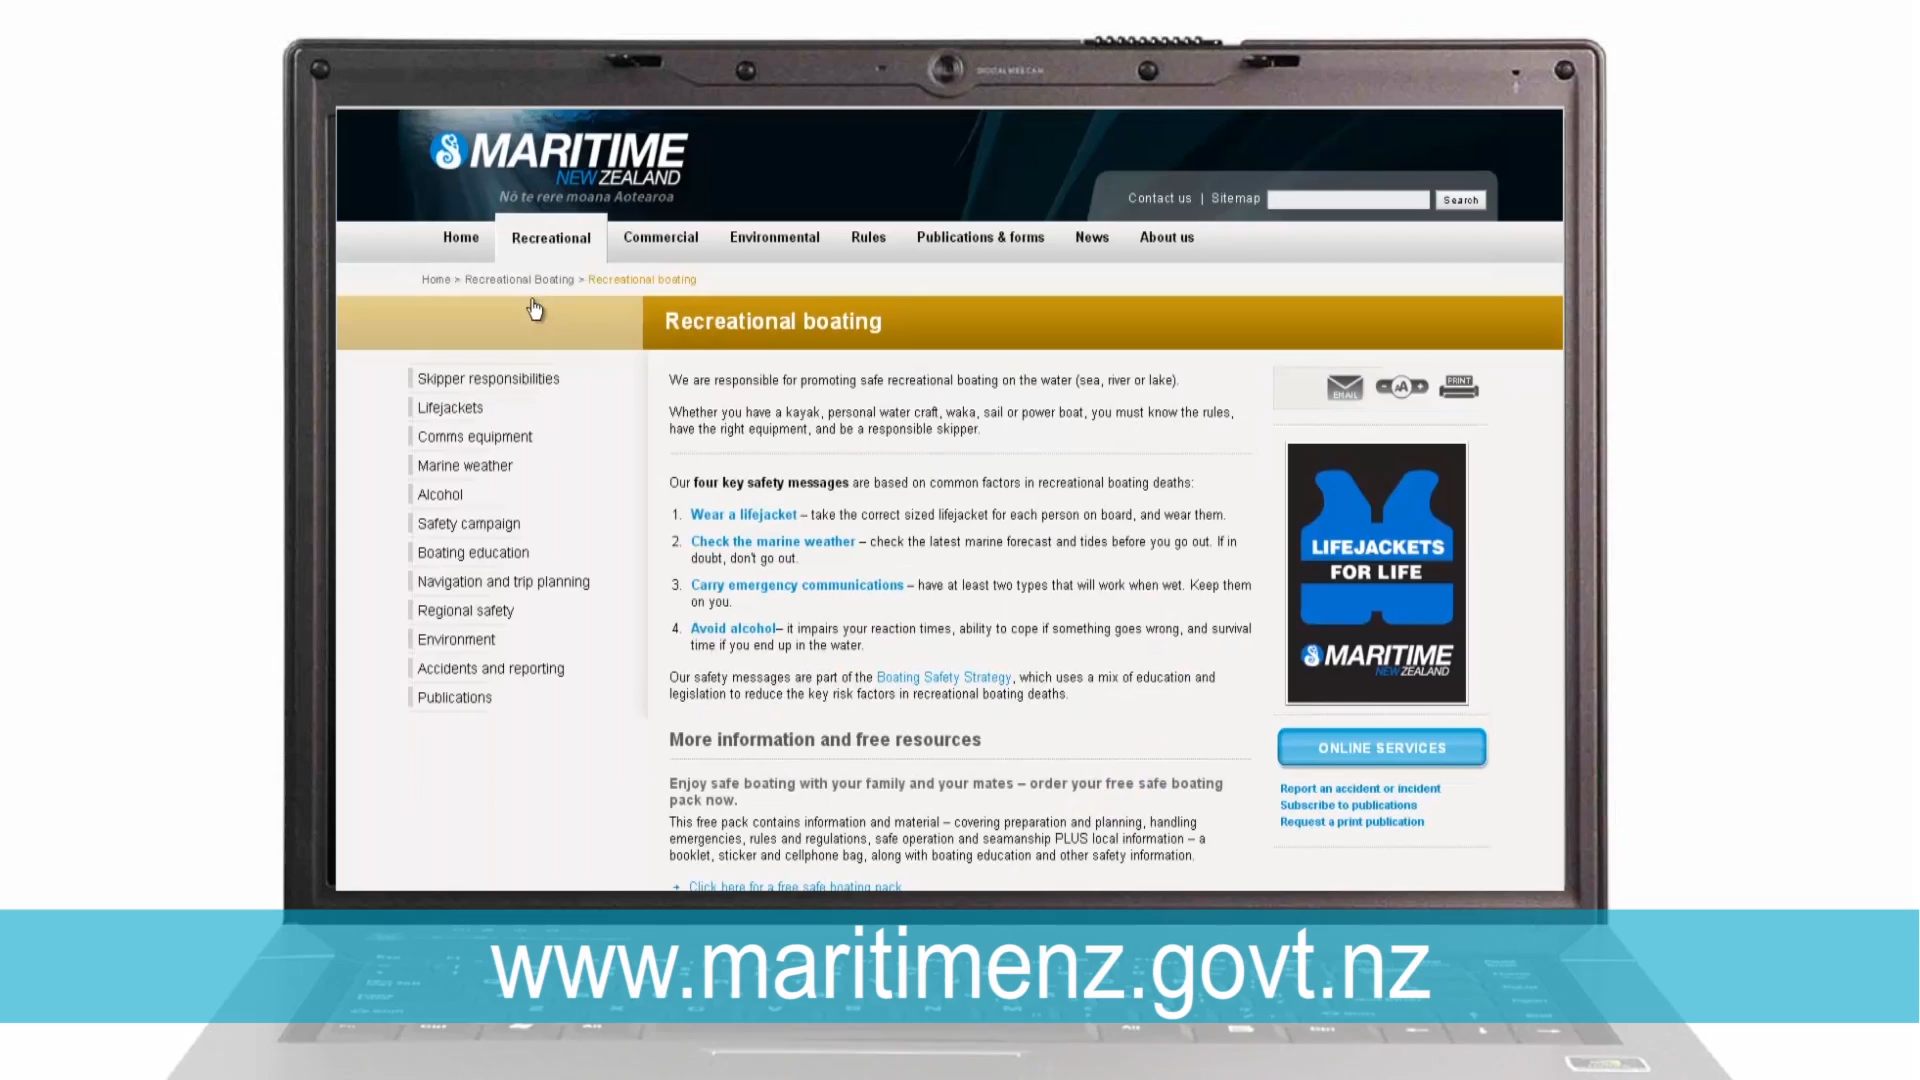 DIGITAL WEB CAM
MARITIME
NEW ZEALAND
Nō te rere moana Aotearoa
Contact us | Sitemap
Search
Home Recreational Commercial Environmental Rules Publications & forms News About us
Home > Recreational Boating > Recreational boating
Recreational boating
Skipper responsibilities
Lifejackets
Comms equipment
Marine weather
Alcohol
Safety campaign
Boating education
Navigation and trip planning
Regional safety
Environment
Accidents and reporting
Publications
We are responsible for promoting safe recreational boating on the water (sea, river or lake).
Whether you have a kayak, personal water craft, waka, sail or power boat, you must know the rules,
have the right equipment, and be a responsible skipper.
Our four key safety messages are based on common factors in recreational boating deaths:
1. Wear a lifejacket – take the correct sized lifejacket for each person on board, and wear them.
2. Check the marine weather – check the latest marine forecast and tides before you go out. If in
doubt, don't go out.
3. Carry emergency communications – have at least two types that will work when wet. Keep them
on you.
4. Avoid alcohol– it impairs your reaction times, ability to cope if something goes wrong, and survival
time if you end up in the water.
Our safety messages are part of the Boating Safety Strategy, which uses a mix of education and
legislation to reduce the key risk factors in recreational boating deaths.
More information and free resources
Enjoy safe boating with your family and your mates – order your free safe boating
pack now.
This free pack contains information and material – covering preparation and planning, handling
emergencies, rules and regulations, safe operation and seamanship PLUS local information – a
booklet, sticker and cellphone bag, along with boating education and other safety information.
Click here for a free safe boating pack
EMAIL
- AA +
PRINT
LIFEJACKETS
FOR LIFE
MARITIME
NEW ZEALAND
ONLINE SERVICES
Report an accident or incident
Subscribe to publications
Request a print publication
www.maritimenz.govt.nz